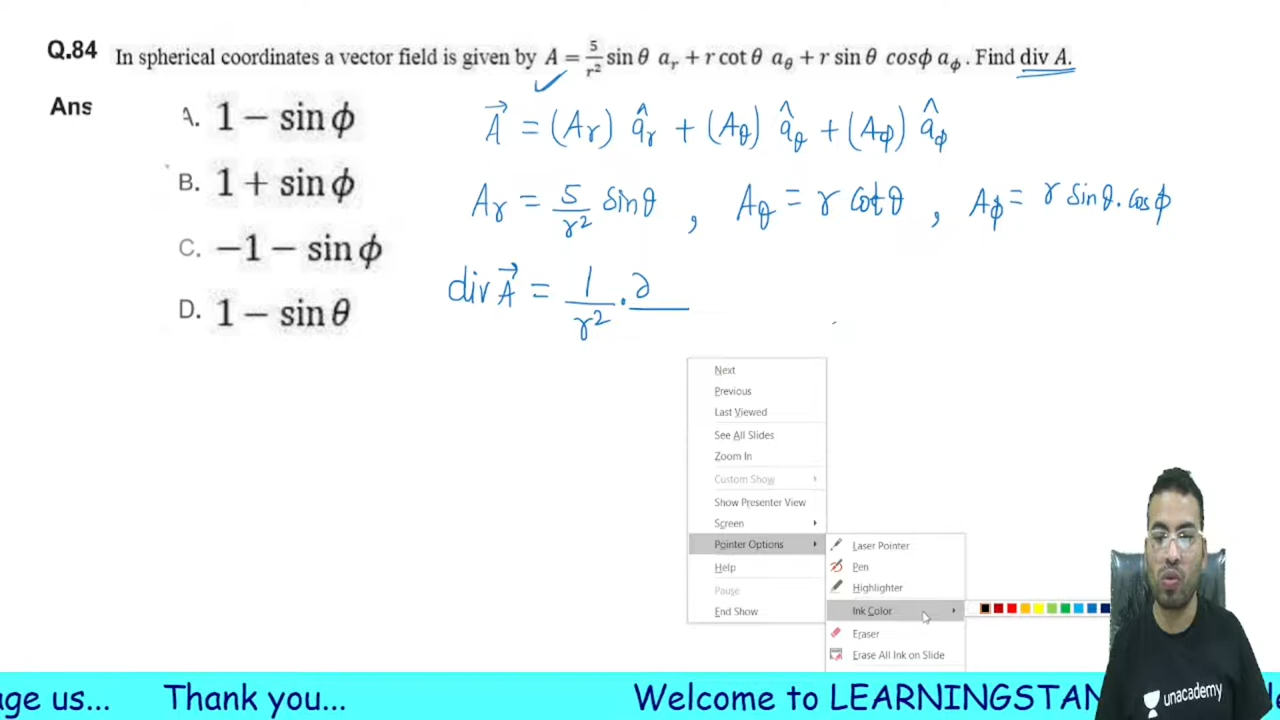 Q.84 In spherical coordinates a vector field is given by A = 5/r² sin θ a_r + r cot θ a_θ + r sin θ cosϕ a_ϕ. Find div A.
Ans
A. 1 − sin ϕ
B. 1 + sin ϕ
C. −1 − sin ϕ
D. 1 − sin θ
A⃗ = (Ar) â_r + (Aθ) â_θ + (Aϕ) â_ϕ
Ar = 5/r² sinθ , Aθ = r cotθ , Aϕ = r sinθ. cosϕ
div A⃗ = 1/r² . ∂
Next
Previous
Last Viewed
See All Slides
Zoom In
Custom Show
Show Presenter View
Screen
Pointer Options
Help
Pause
End Show
Laser Pointer
Pen
Highlighter
Ink Color
Eraser
Erase All Ink on Slide
unacademy
age us... Thank you... Welcome to LEARNINGSTAN